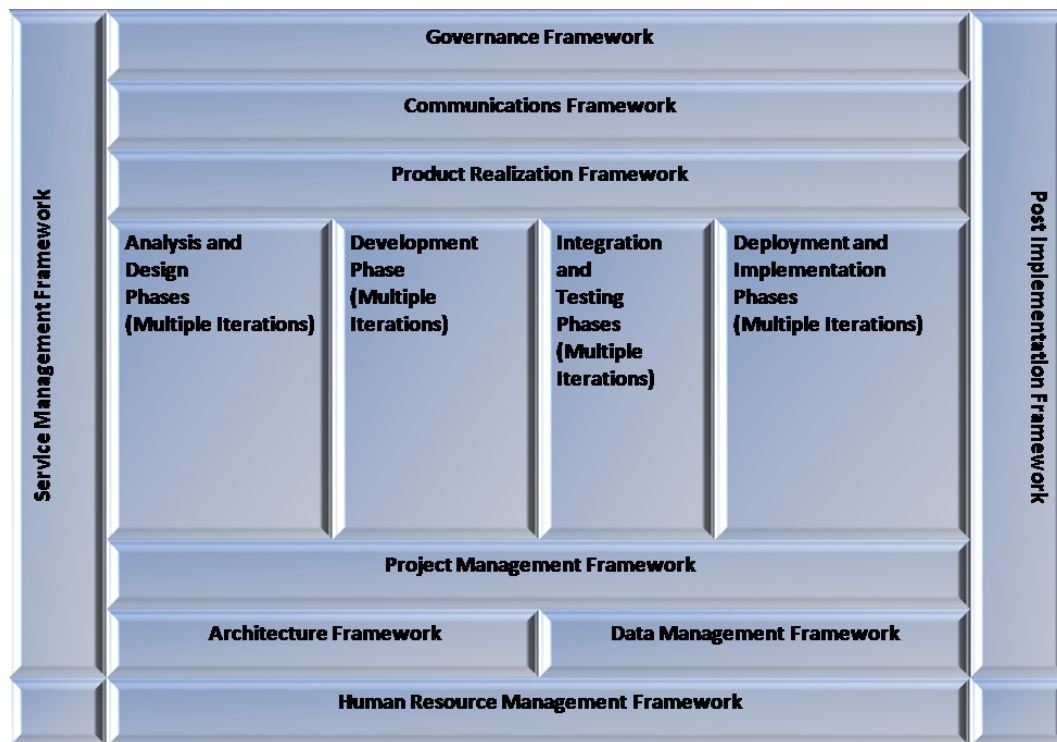 Governance Framework
Communications Framework
Product Realization Framework
Service Management Framework
Analysis and
Design
Phases
(Multiple Iterations)
Development
Phase
(Multiple
Iterations)
Integration
and
Testing
Phases
(Multiple
Iterations)
Deployment and
Implementation
Phases
(Multiple Iterations)
Post Implementation Framework
Project Management Framework
Architecture Framework
Data Management Framework
Human Resource Management Framework